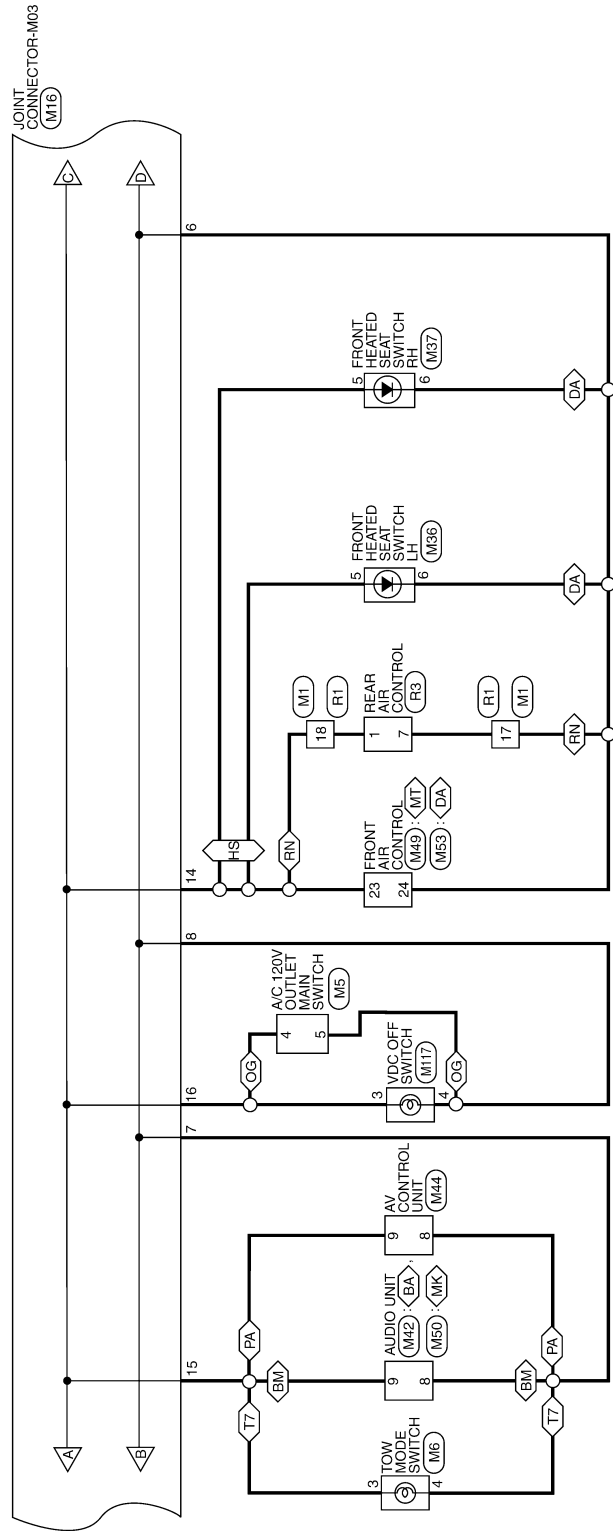 JOINT
CONNECTOR-M03
M16
A
C
B
D
15
7
16
8
14
6
T7
PA
BM
3
TOW
MODE
SWITCH
M6
4
9
AUDIO UNIT
M42 : BA ,
M50 : MK
8
9
AV
CONTROL
UNIT
M44
8
T7
BM
PA
OG
4
A/C 120V
OUTLET
MAIN
SWITCH
M5
5
3
VDC OFF
SWITCH
M117
4
OG
HS
RN
23
FRONT
AIR
CONTROL
M49 : MT
M53 : DA
24
18
M1
R1
1
REAR
AIR
CONTROL
R3
7
17
R1
M1
RN
5
FRONT
HEATED
SEAT
SWITCH
LH
M36
6
DA
5
FRONT
HEATED
SEAT
SWITCH
RH
M37
6
DA